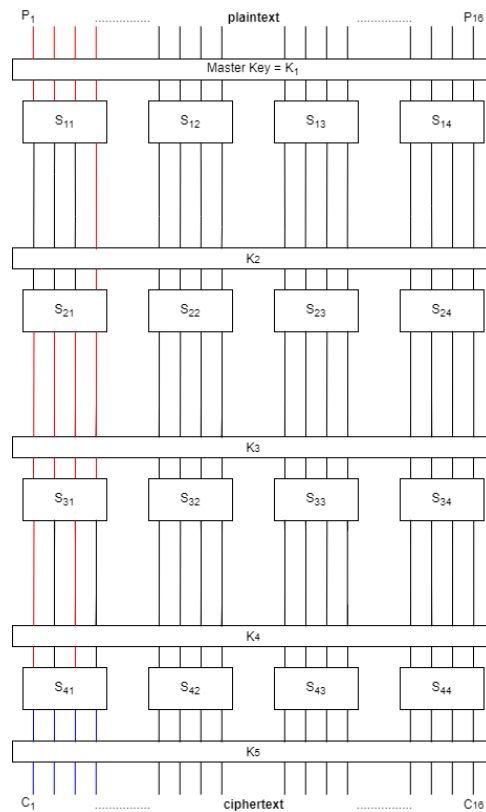 P1 ..................... plaintext ..................... P16
Master Key = K1
S11 S12 S13 S14
K2
S21 S22 S23 S24
K3
S31 S32 S33 S34
K4
S41 S42 S43 S44
K5
C1 ..................... ciphertext ..................... C16